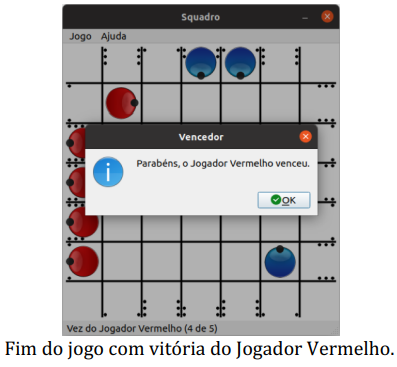 Squadro
Jogo Ajuda
Vencedor
Parabéns, o Jogador Vermelho venceu.
OK
Vez do Jogador Vermelho (4 de 5)
Fim do jogo com vitória do Jogador Vermelho.